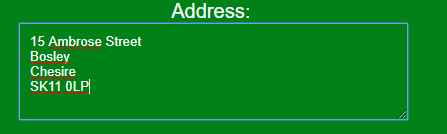 Address:
15 Ambrose Street
Bosley
Chesire
SK11 0LP